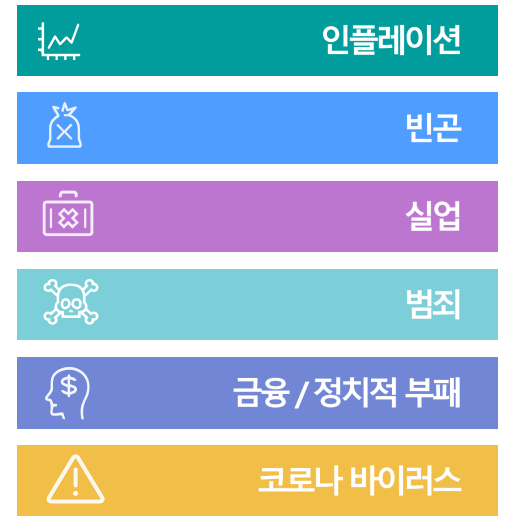 인플레이션
빈곤
실업
범죄
금융 / 정치적 부패
코로나 바이러스